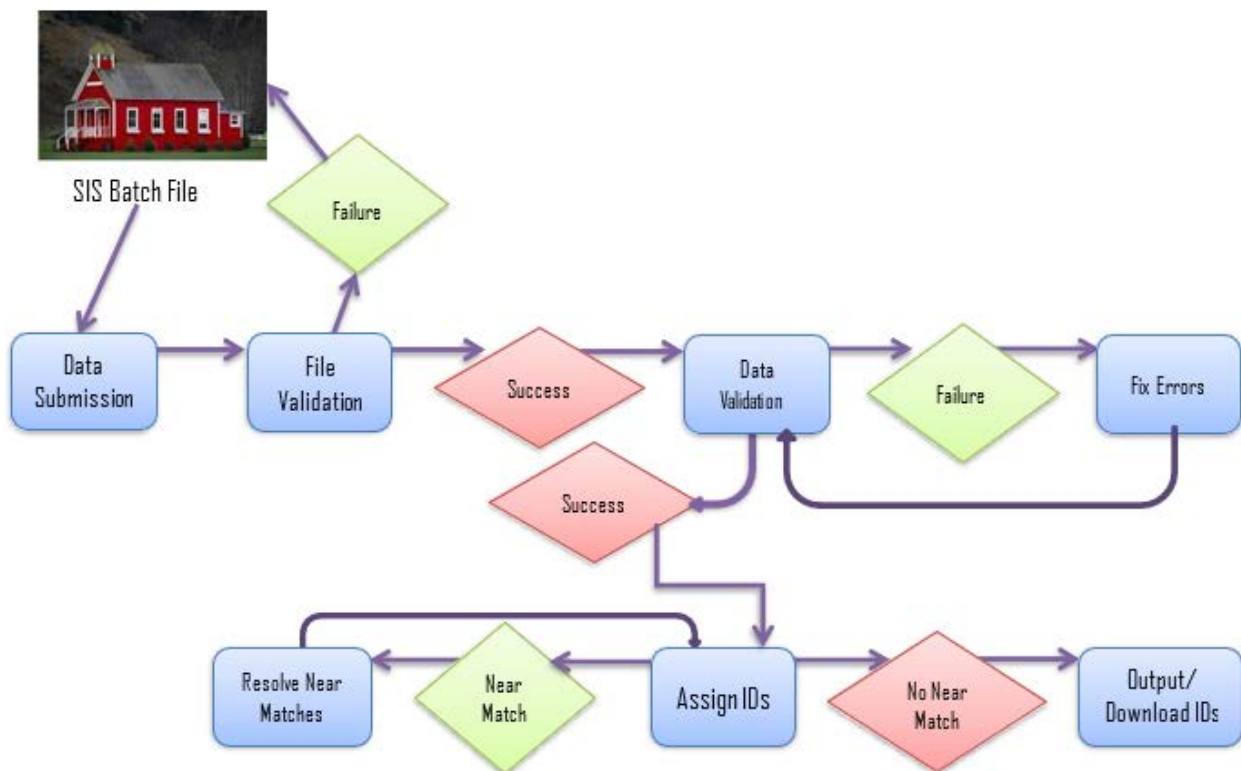 SIS Batch File
Failure
Data
Submission
File
Validation
Success
Data
Validation
Failure
Fix Errors
Success
Resolve Near
Matches
Near
Match
Assign IDs
No Near
Match
Output/
Download IDs